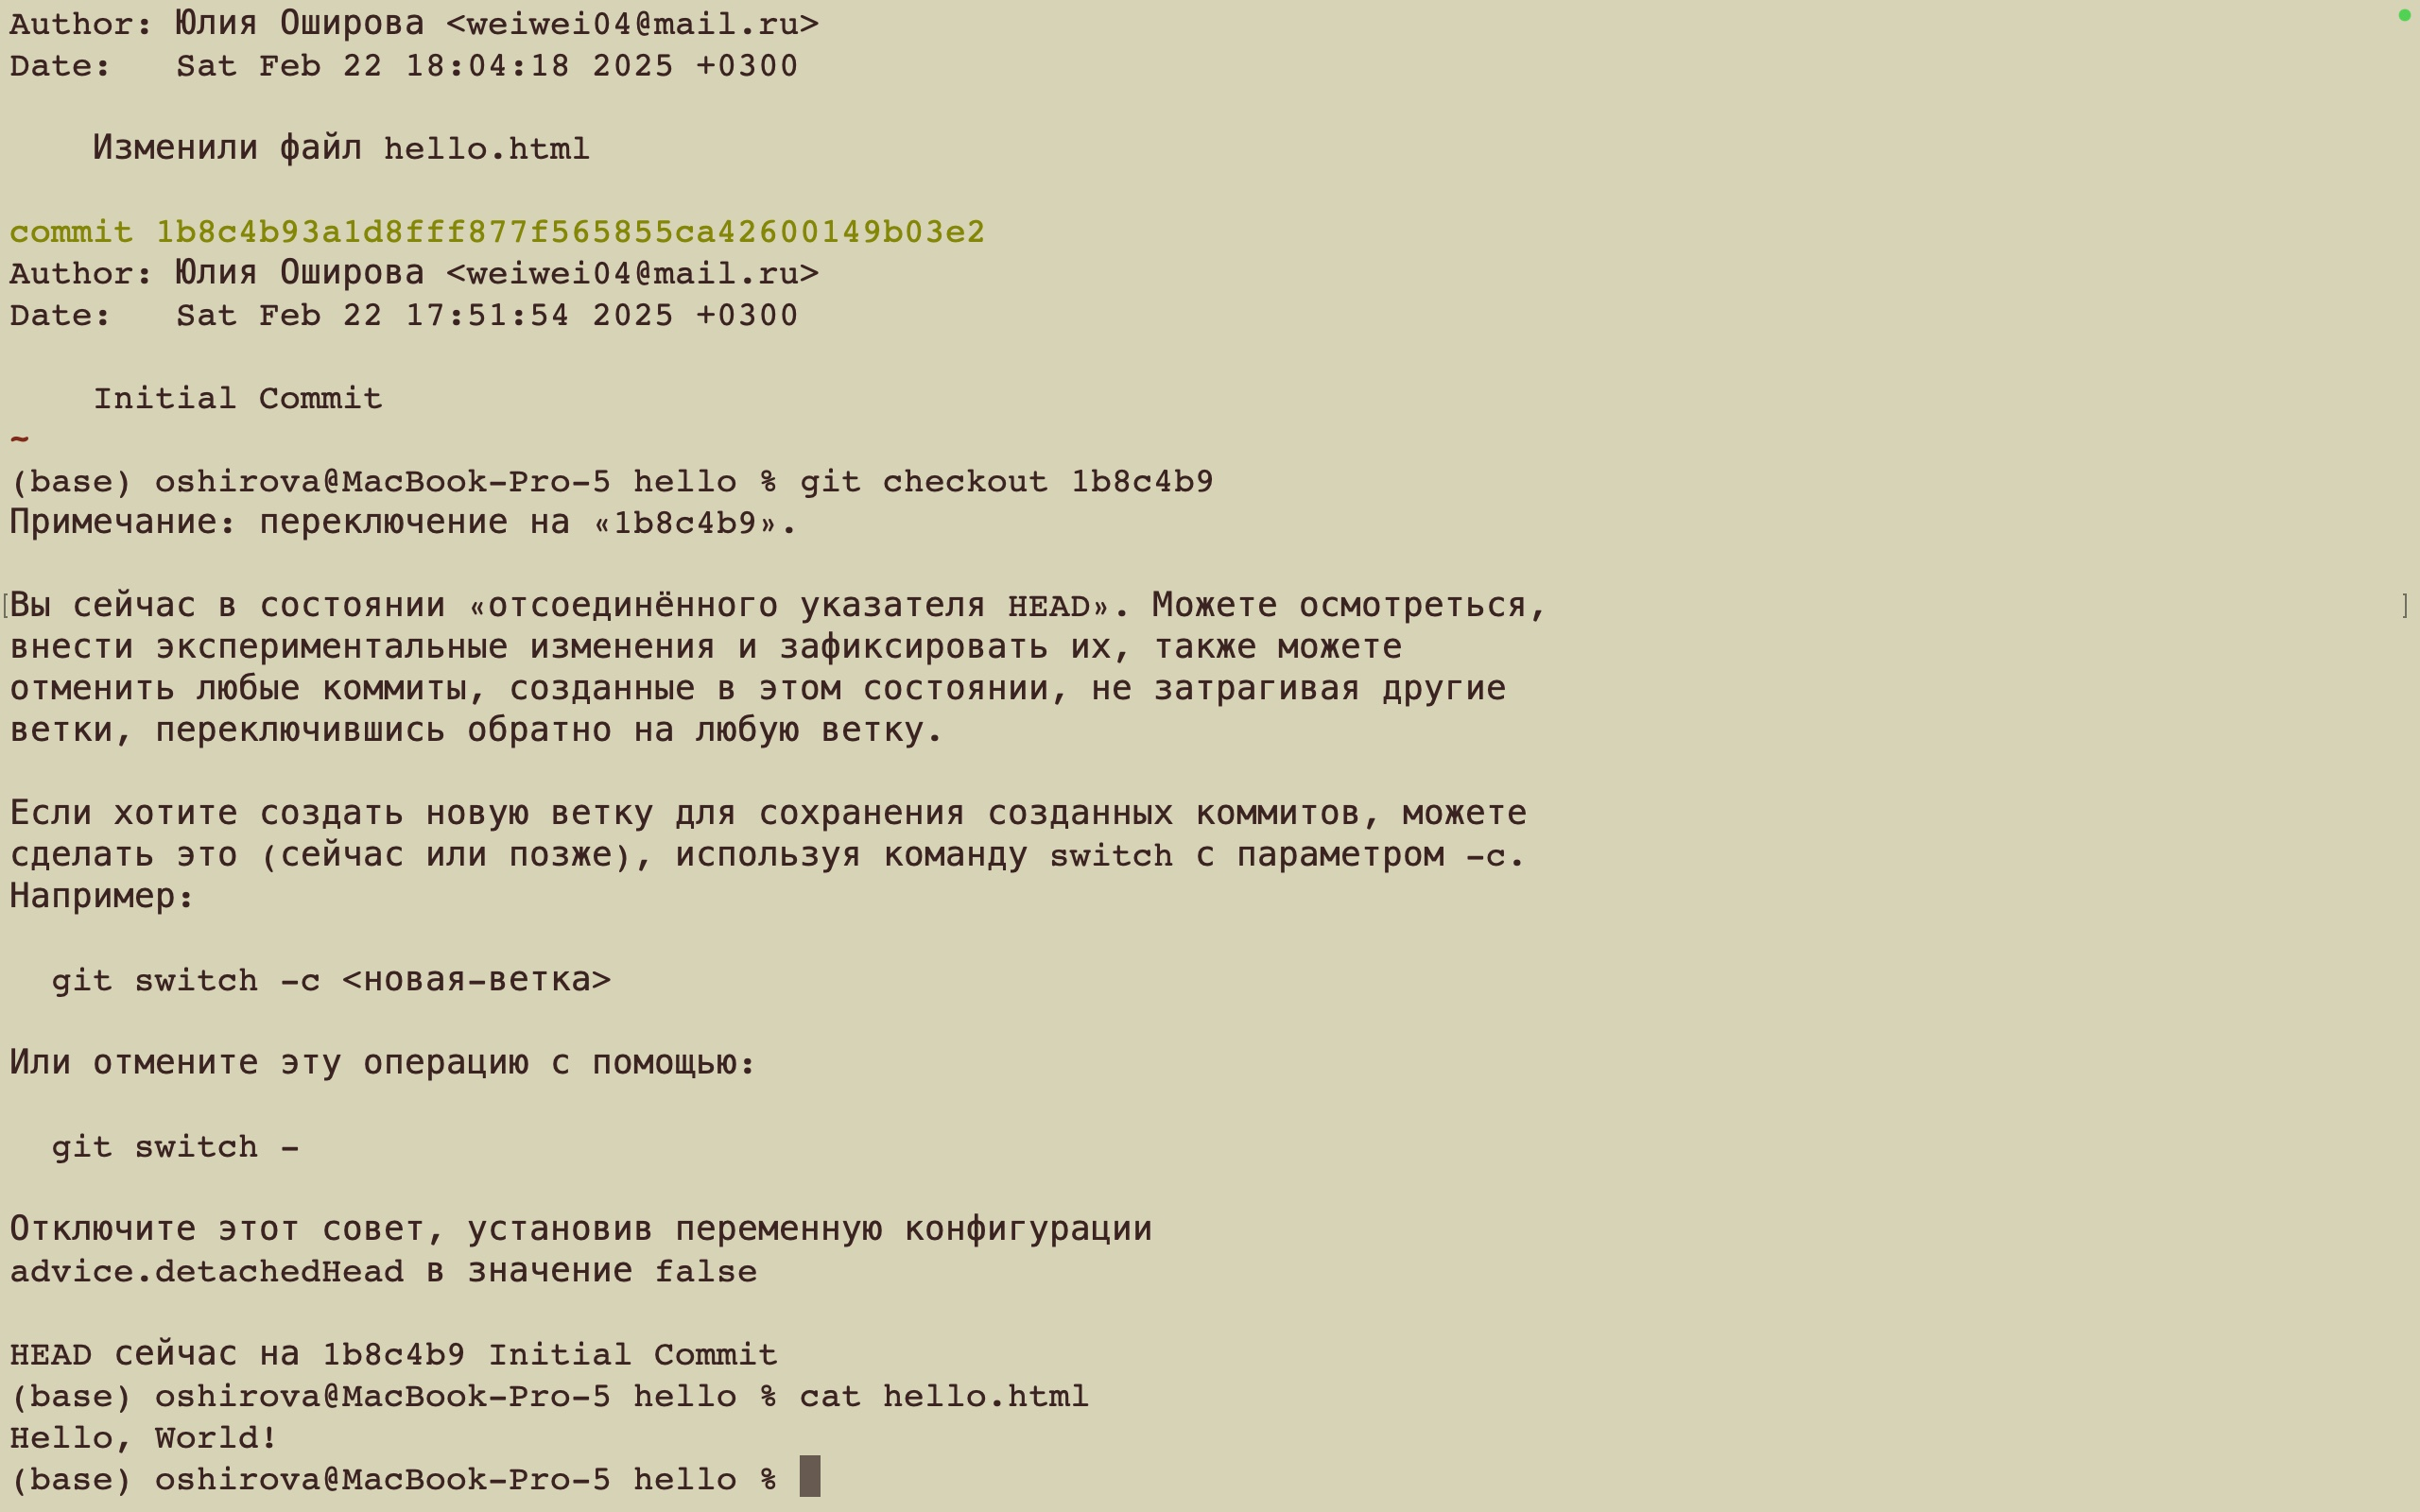 Author: Юлия Оширова <weiwei04@mail.ru>
Date:   Sat Feb 22 18:04:18 2025 +0300
    Изменили файл hello.html
commit 1b8c4b93a1d8fff877f565855ca42600149b03e2
Author: Юлия Оширова <weiwei04@mail.ru>
Date:   Sat Feb 22 17:51:54 2025 +0300
    Initial Commit
~
(base) oshirova@MacBook-Pro-5 hello % git checkout 1b8c4b9
Примечание: переключение на «1b8c4b9».
[Вы сейчас в состоянии «отсоединённого указателя HEAD». Можете осмотреться, ]
внести экспериментальные изменения и зафиксировать их, также можете
отменить любые коммиты, созданные в этом состоянии, не затрагивая другие
ветки, переключившись обратно на любую ветку.
Если хотите создать новую ветку для сохранения созданных коммитов, можете
сделать это (сейчас или позже), используя команду switch с параметром -c.
Например:
  git switch -c <новая-ветка>
Или отмените эту операцию с помощью:
  git switch -
Отключите этот совет, установив переменную конфигурации
advice.detachedHead в значение false
HEAD сейчас на 1b8c4b9 Initial Commit
(base) oshirova@MacBook-Pro-5 hello % cat hello.html
Hello, World!
(base) oshirova@MacBook-Pro-5 hello %